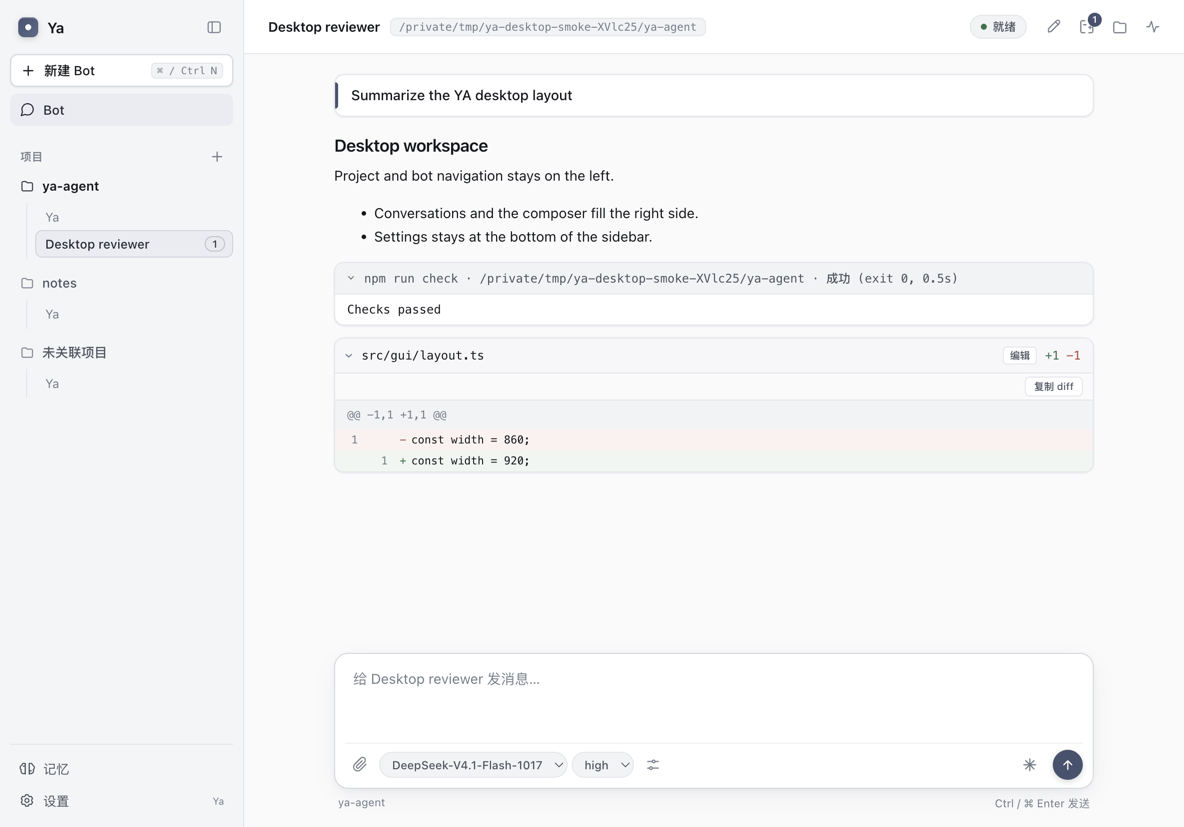 Ya
新建 Bot ⌘ / Ctrl N
Bot
项目
ya-agent
Ya
Desktop reviewer 1
notes
Ya
未关联项目
Ya
记忆
设置 Ya
Desktop reviewer /private/tmp/ya-desktop-smoke-XVlc25/ya-agent 就绪 1
Summarize the YA desktop layout
Desktop workspace
Project and bot navigation stays on the left.
• Conversations and the composer fill the right side.
• Settings stays at the bottom of the sidebar.
npm run check · /private/tmp/ya-desktop-smoke-XVlc25/ya-agent · 成功 (exit 0, 0.5s)
Checks passed
src/gui/layout.ts 编辑 +1 −1
复制 diff
@@ −1,1 +1,1 @@
1 − const width = 860;
1 + const width = 920;
给 Desktop reviewer 发消息...
DeepSeek-V4.1-Flash-1017 high
ya-agent Ctrl / ⌘ Enter 发送